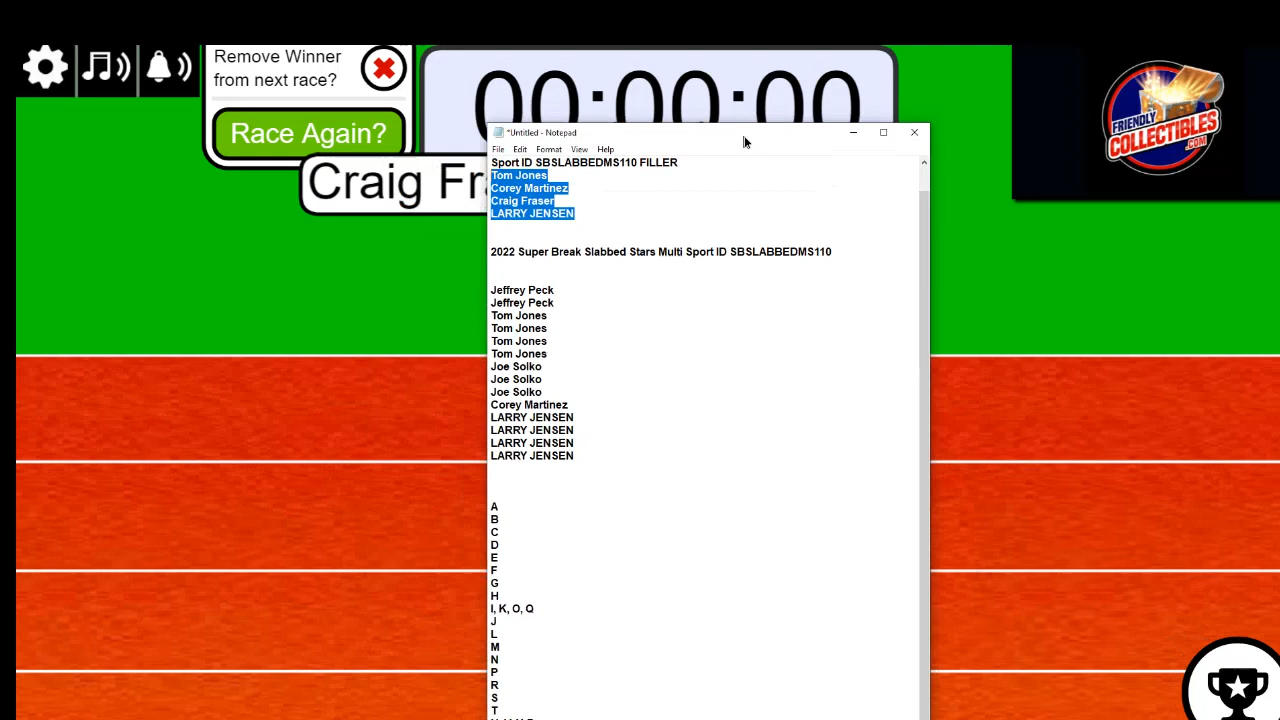 Remove Winner
from next race?
Race Again?
00:00:00
FRIENDLY
COLLECTIBLES
.COM
Craig
*Untitled - Notepad
File Edit Format View Help
Sport ID SBSLABBEDMS110 FILLER
Tom Jones
Corey Martinez
Craig Fraser
LARRY JENSEN
2022 Super Break Slabbed Stars Multi Sport ID SBSLABBEDMS110
Jeffrey Peck
Jeffrey Peck
Tom Jones
Tom Jones
Tom Jones
Tom Jones
Joe Solko
Joe Solko
Joe Solko
Corey Martinez
LARRY JENSEN
LARRY JENSEN
LARRY JENSEN
LARRY JENSEN
A
B
C
D
E
F
G
H
I, K, O, Q
J
L
M
N
P
R
S
T